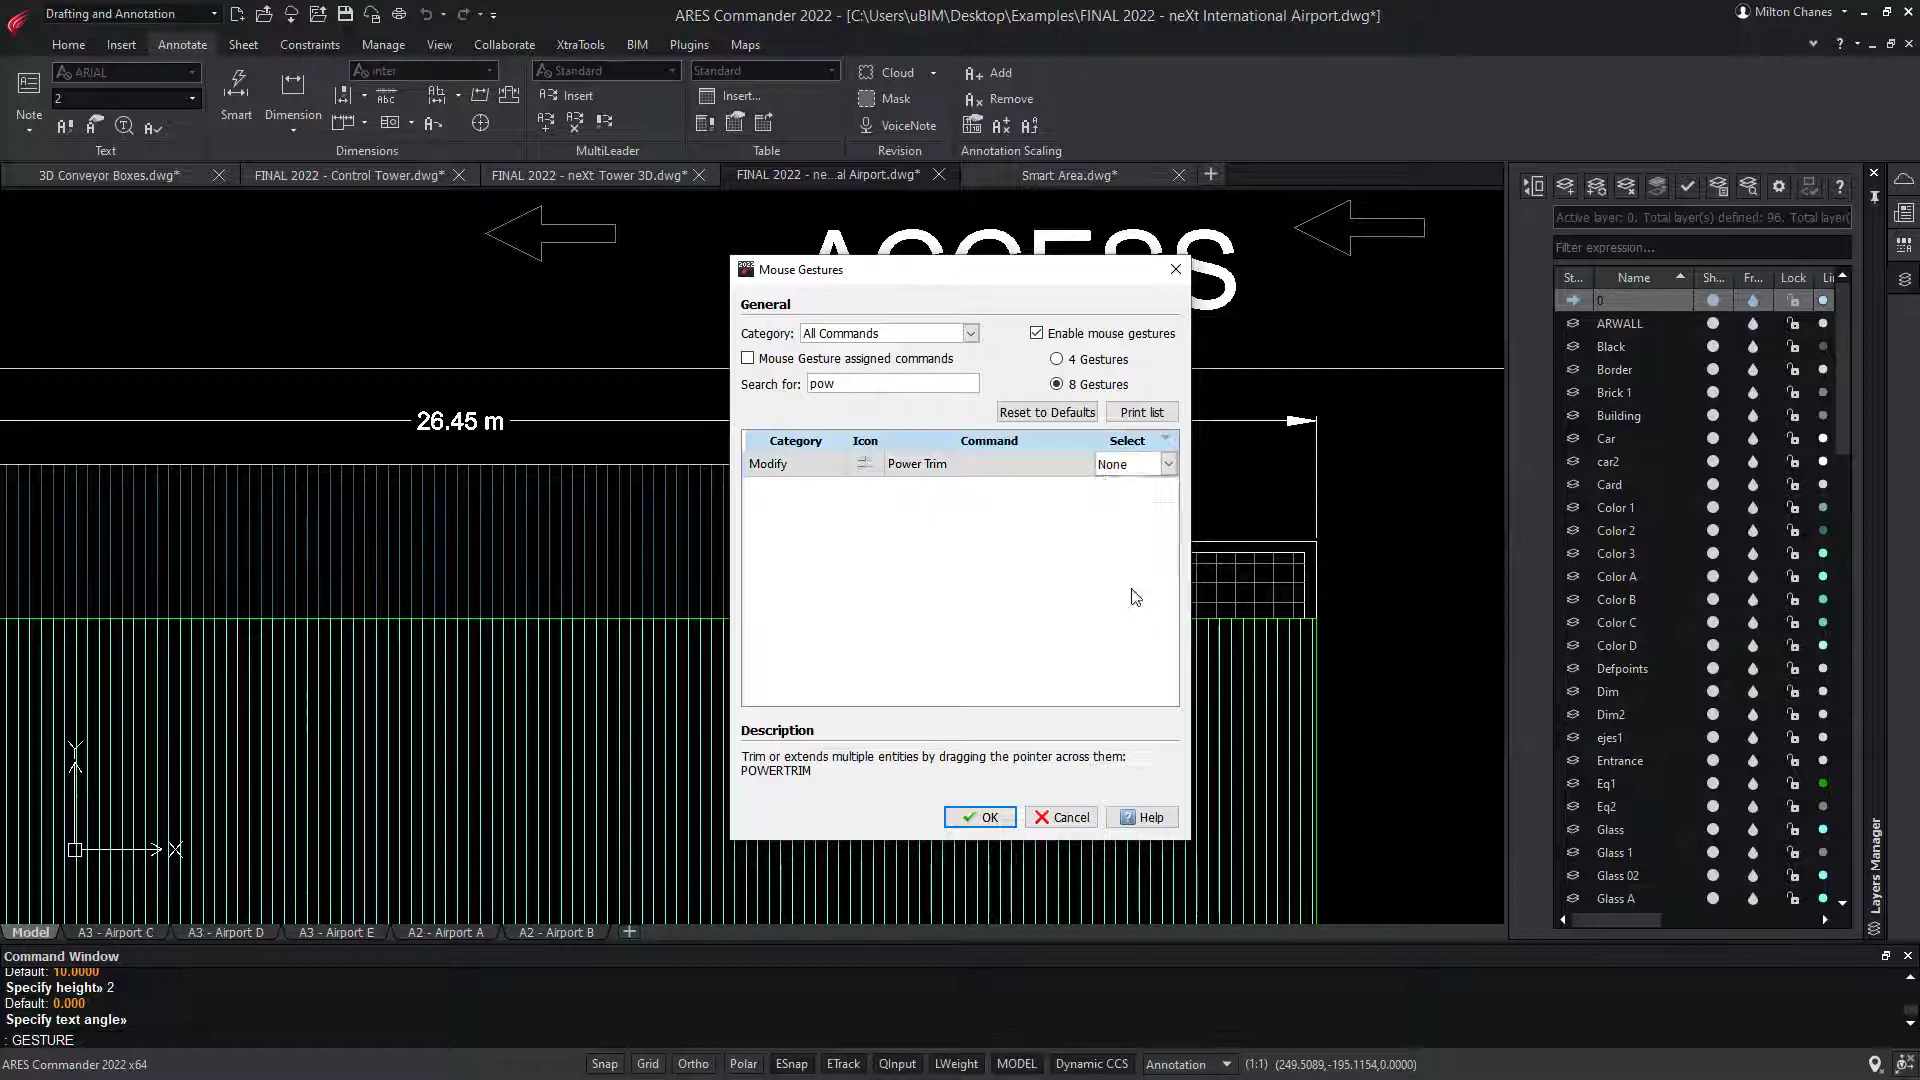 Drafting and Annotation
ARES Commander 2022 - [C:\Users\uBIM\Desktop\Examples\FINAL 2022 - neXt International Airport.dwg*]
Milton Chanes
Home Insert Annotate Sheet Constraints Manage View Collaborate XtraTools BIM Plugins Maps
ARIAL
2
Note
Text
Smart
Dimension
inter
Dimensions
Standard
Insert
MultiLeader
Standard
Insert...
Table
Cloud
Mask
VoiceNote
Revision
Add
Remove
Annotation Scaling
3D Conveyor Boxes.dwg*
FINAL 2022 - Control Tower.dwg*
FINAL 2022 - neXt Tower 3D.dwg*
FINAL 2022 - ne...al Airport.dwg*
Smart Area.dwg*
ACCESS
26.45 m
Y
X
Mouse Gestures
General
Category: All Commands
Enable mouse gestures
Mouse Gesture assigned commands
4 Gestures
Search for: pow
8 Gestures
Reset to Defaults Print list
Category Icon Command Select
Modify Power Trim None
Description
Trim or extends multiple entities by dragging the pointer across them:
POWERTRIM
OK Cancel Help
Active layer: 0. Total layer(s) defined: 96. Total layer(
Filter expression...
St... Name Sh... Fr... Lock Li
0
ARWALL
Black
Border
Brick 1
Building
Car
car2
Card
Color 1
Color 2
Color 3
Color A
Color B
Color C
Color D
Defpoints
Dim
Dim2
ejes1
Entrance
Eq1
Eq2
Glass
Glass 1
Glass 02
Glass A
Layers Manager
Model A3 - Airport C A3 - Airport D A3 - Airport E A2 - Airport A A2 - Airport B
Command Window
Default: 10.0000
Specify height» 2
Default: 0.000
Specify text angle»
: GESTURE
ARES Commander 2022 x64
Snap Grid Ortho Polar ESnap ETrack QInput LWeight MODEL Dynamic CCS Annotation (1:1) (249.5089,-195.1154,0.0000)